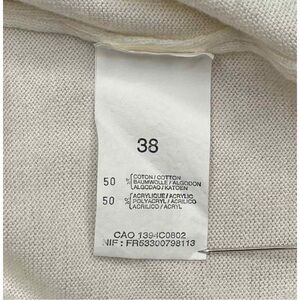 38
50 % COTON / COTTON
BAUMWOLLE / ALGODON
ALGODAO / KATOEN
50 % ACRYLIQUE / ACRYLIC
POLYACRYL / ACRILICO
ACRILICO / ACRYL
CAO 1394C0802
NIF : FR53300798113